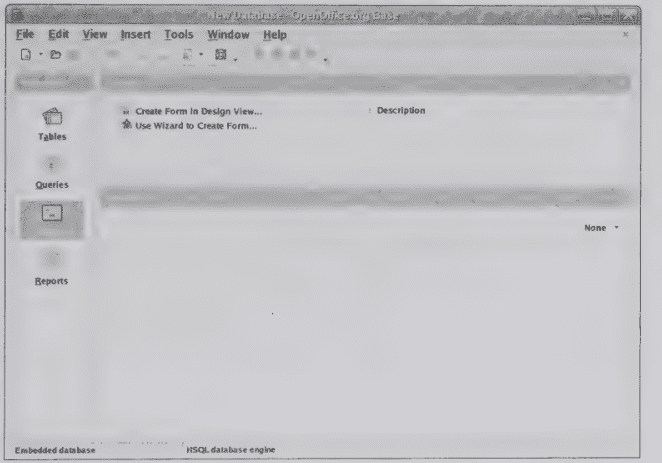 New Database - OpenOffice.org Base
File Edit View Insert Tools Window Help
Create Form in Design View...
Description
Use Wizard to Create Form...
Tables
Queries
None
Reports
Embedded database
HSQL database engine